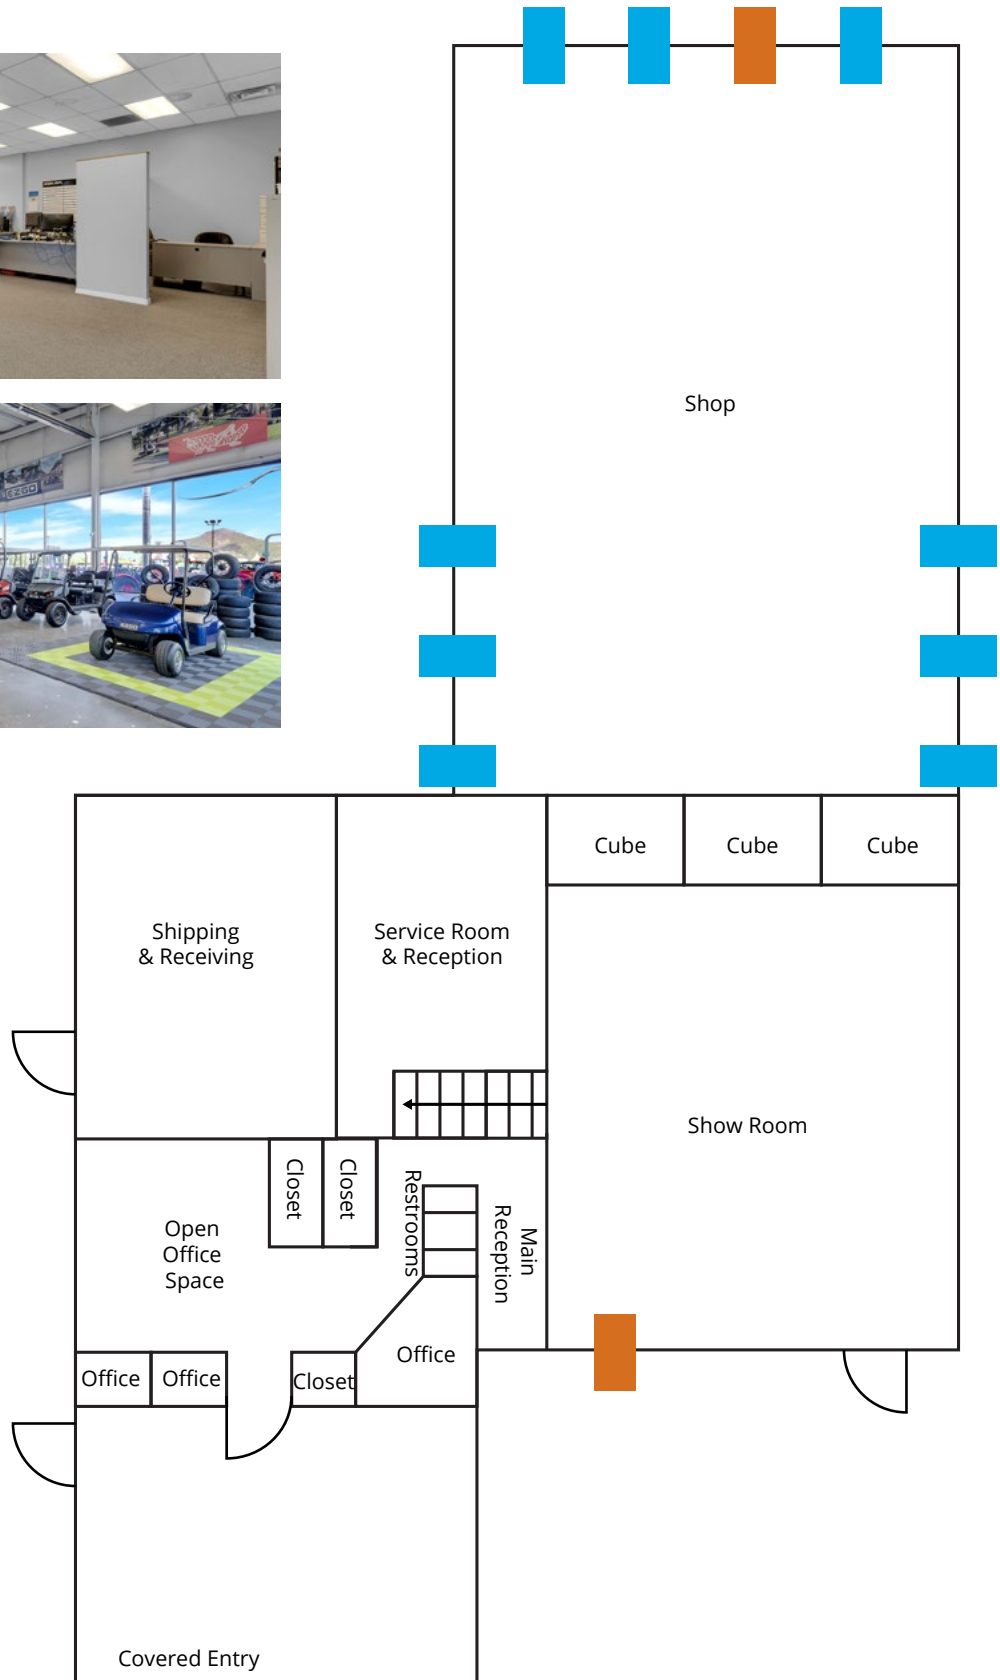 E-Z-GO
Shop
Cube
Cube
Cube
Shipping
& Receiving
Service Room
& Reception
Show Room
Closet
Closet
Restrooms
Main
Reception
Open
Office
Space
Office
Office
Office
Closet
Covered Entry